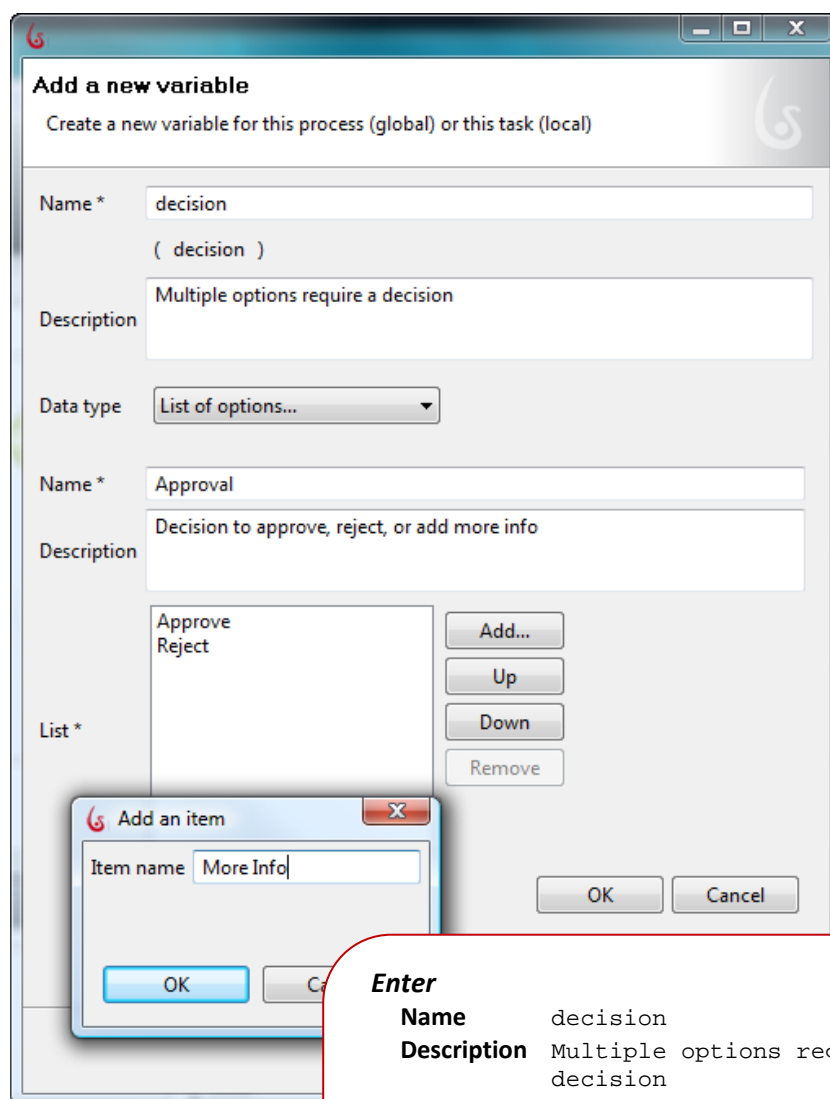 Add a new variable
Create a new variable for this process (global) or this task (local)
Name * decision
( decision )
Description Multiple options require a decision
Data type List of options...
Name * Approval
Description Decision to approve, reject, or add more info
Approve
Reject
List *
Add...
Up
Down
Remove
Add an item
Item name More Info
OK
OK Cancel
Enter
Name decision
Description Multiple options
decision